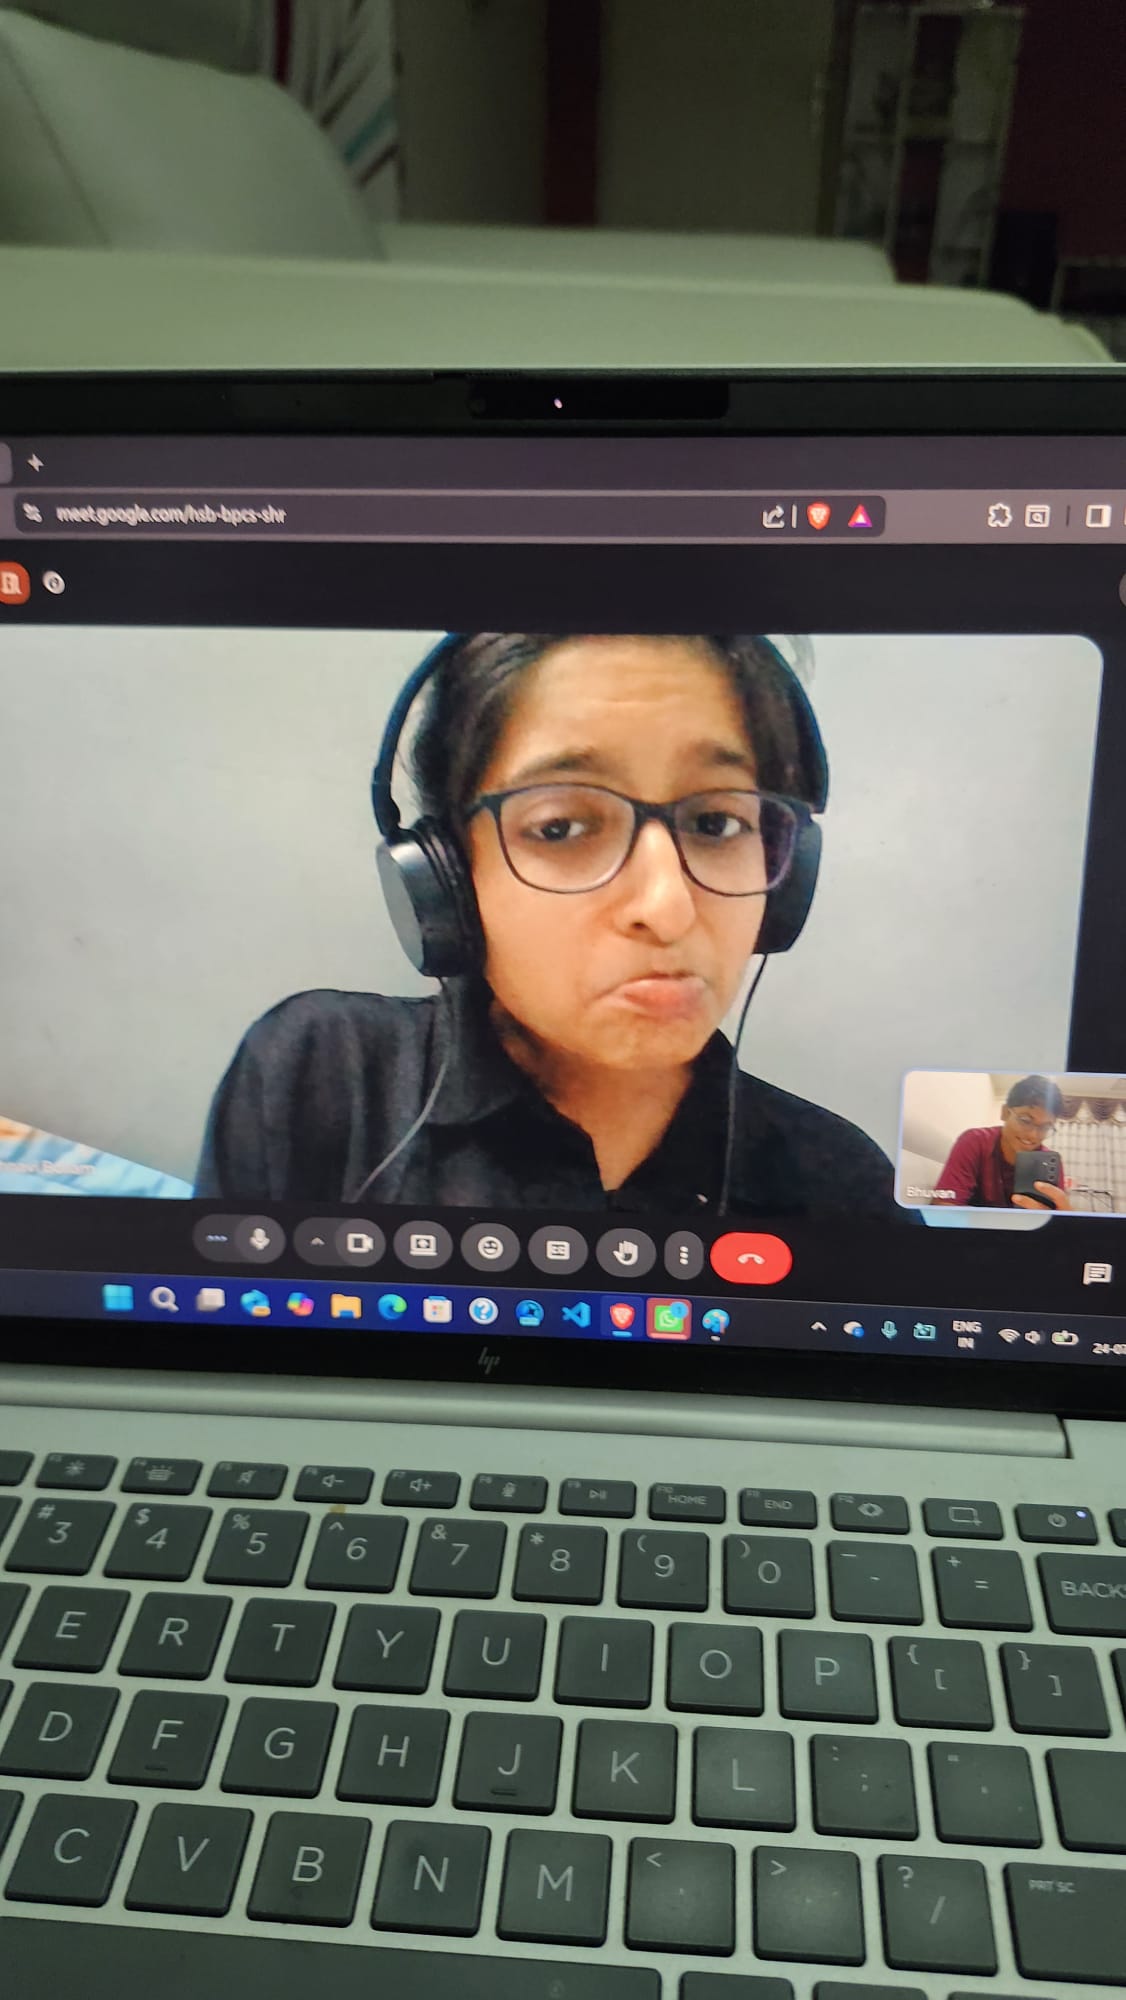 meet.google.com/hsb-bpcs-shr
Bhuvan
ENG
IN
hp
# 3
$ 4
% 5
^ 6
& 7
* 8
( 9
) 0
_ -
+ =
BACK
HOME
END
E R T Y U I O P { [ } ]
D F G H J K L : ; " '
C V B N M < , > . ? /
PRT SC